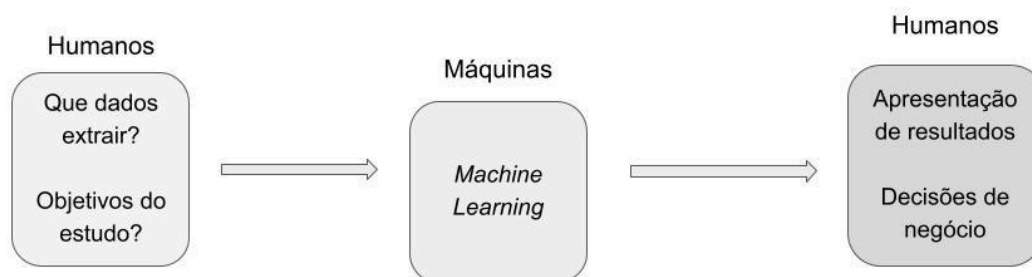 Humanos
Que dados
extrair?
Objetivos do
estudo?
Máquinas
Machine
Learning
Humanos
Apresentação
de resultados
Decisões de
negócio